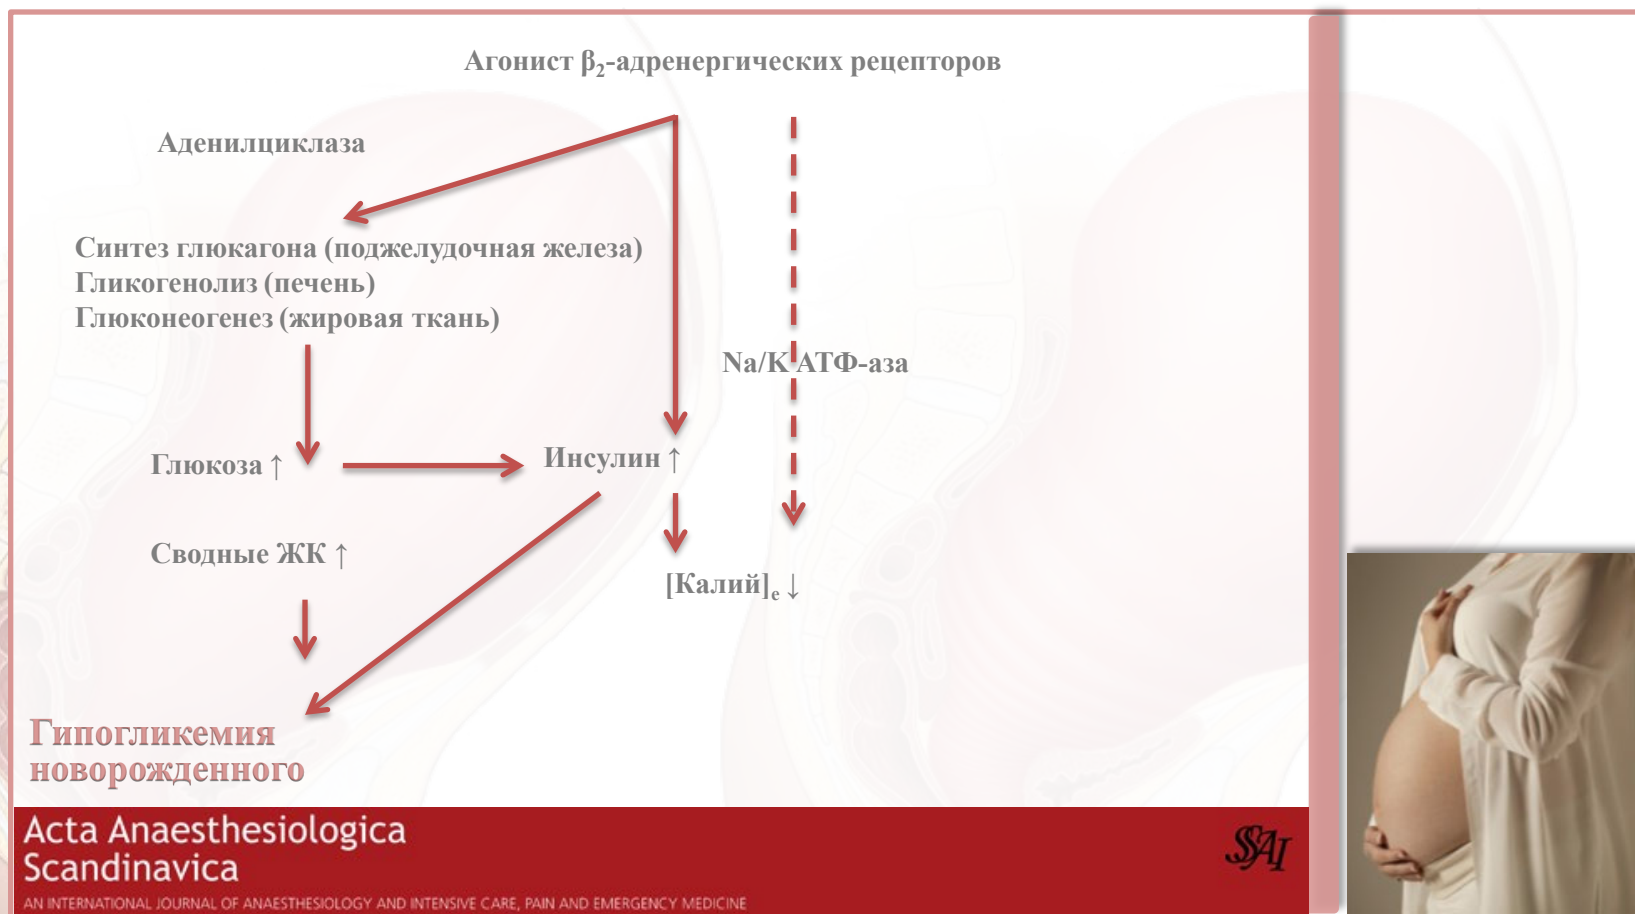 Агонист β₂-адренергических рецепторов
Аденилциклаза
Синтез глюкагона (поджелудочная железа)
Гликогенолиз (печень)
Глюконеогенез (жировая ткань)
Na/K АТФ-аза
Глюкоза ↑
Инсулин ↑
Сводные ЖК ↑
[Калий]ₑ ↓
Гипогликемия
новорожденного
Acta Anaesthesiologica
Scandinavica
SSAI
AN INTERNATIONAL JOURNAL OF ANAESTHESIOLOGY AND INTENSIVE CARE, PAIN AND EMERGENCY MEDICINE